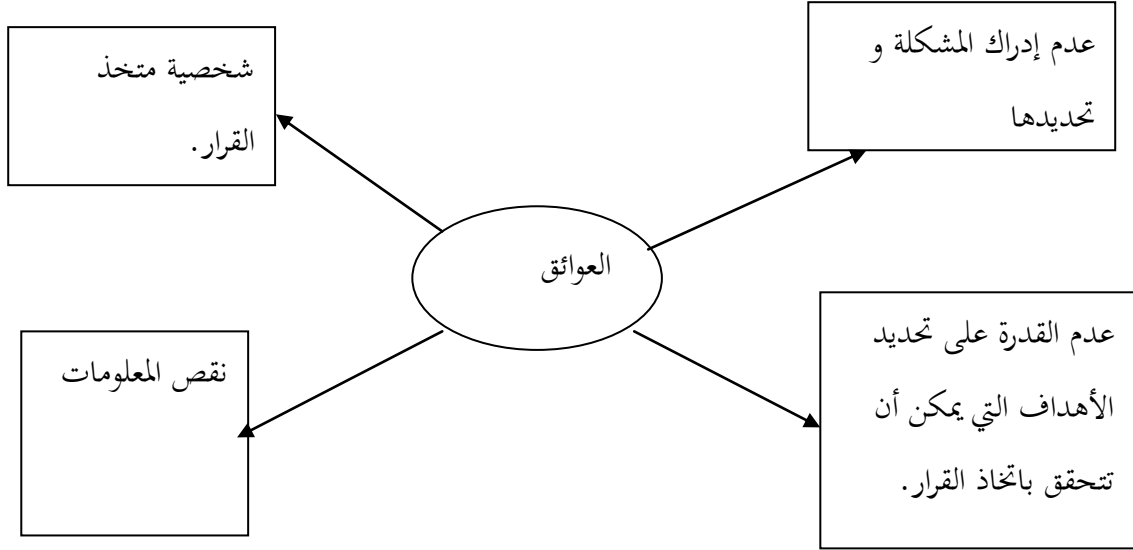 عدم إدراك المشكلة و
تحديدها
شخصية متخذ
القرار.
العوائق
عدم القدرة على تحديد
الأهداف التي يمكن أن
تتحقق باتخاذ القرار.
نقص المعلومات